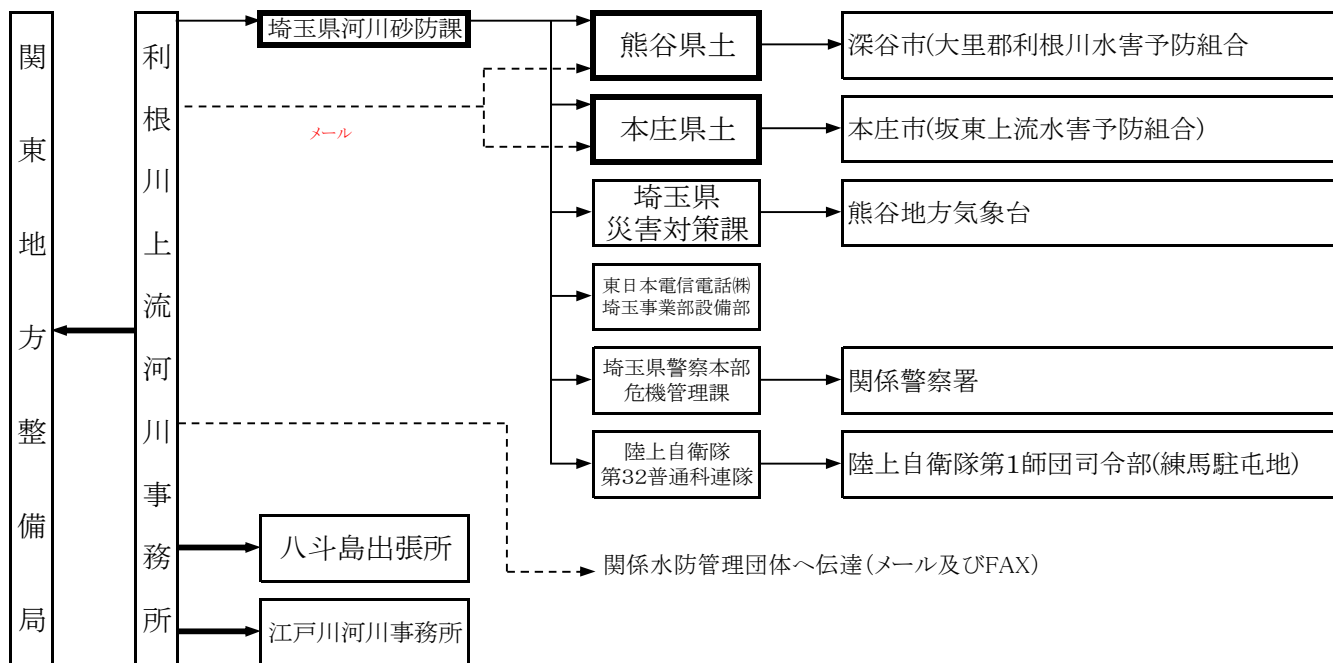 関東地方整備局
利根川上流河川事務所
埼玉県河川砂防課
メール
熊谷県土
深谷市(大里郡利根川水害予防組合
本庄県土
本庄市(坂東上流水害予防組合)
埼玉県
災害対策課
熊谷地方気象台
東日本電信電話㈱
埼玉事業部設備部
埼玉県警察本部
危機管理課
関係警察署
陸上自衛隊
第32普通科連隊
陸上自衛隊第1師団司令部(練馬駐屯地)
八斗島出張所
関係水防管理団体へ伝達(メール及びFAX)
江戸川河川事務所